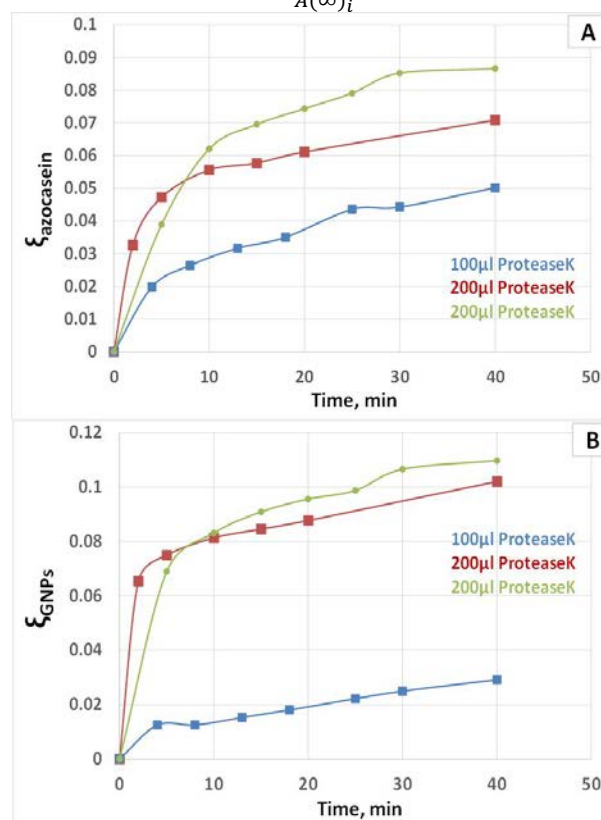 A(∞)ᵢ
A
0.1
0.09
0.08
0.07
0.06
0.05
0.04
0.03
0.02
0.01
0
ξazocasein
100µl ProteaseK
200µl ProteaseK
200µl ProteaseK
0 10 20 30 40 50
Time, min
B
0.12
0.1
0.08
0.06
0.04
0.02
0
ξGNPs
100µl ProteaseK
200µl ProteaseK
200µl ProteaseK
0 10 20 30 40 50
Time, min